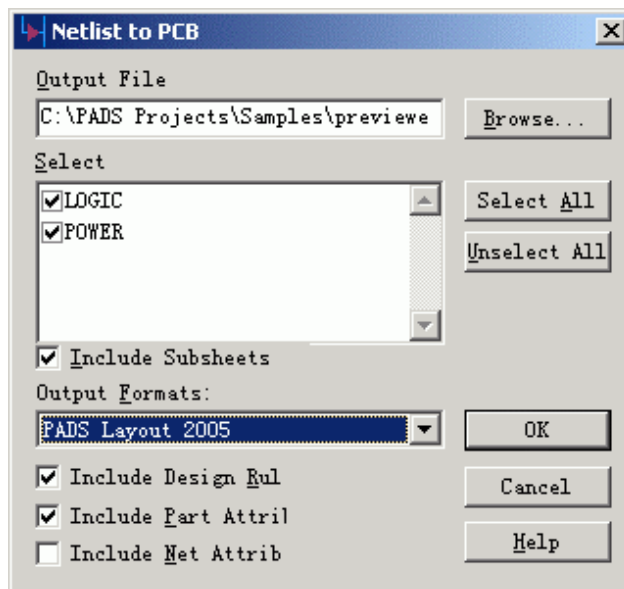 Netlist to PCB
Output File
C:\PADS Projects\Samples\previewe
Browse...
Select
LOGIC
POWER
Select All
Unselect All
Include Subsheets
Output Formats:
PADS Layout 2005
OK
Include Design Rul
Cancel
Include Part Attril
Include Net Attrib
Help